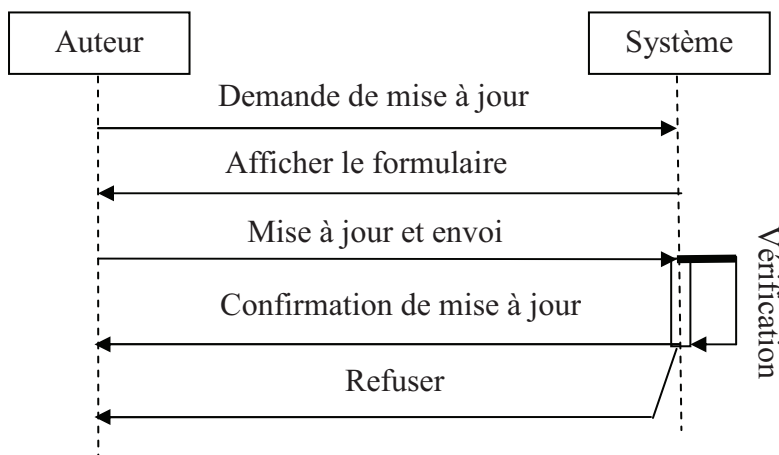 Auteur
Système
Demande de mise à jour
Afficher le formulaire
Mise à jour et envoi
Vérification
Confirmation de mise à jour
Refuser